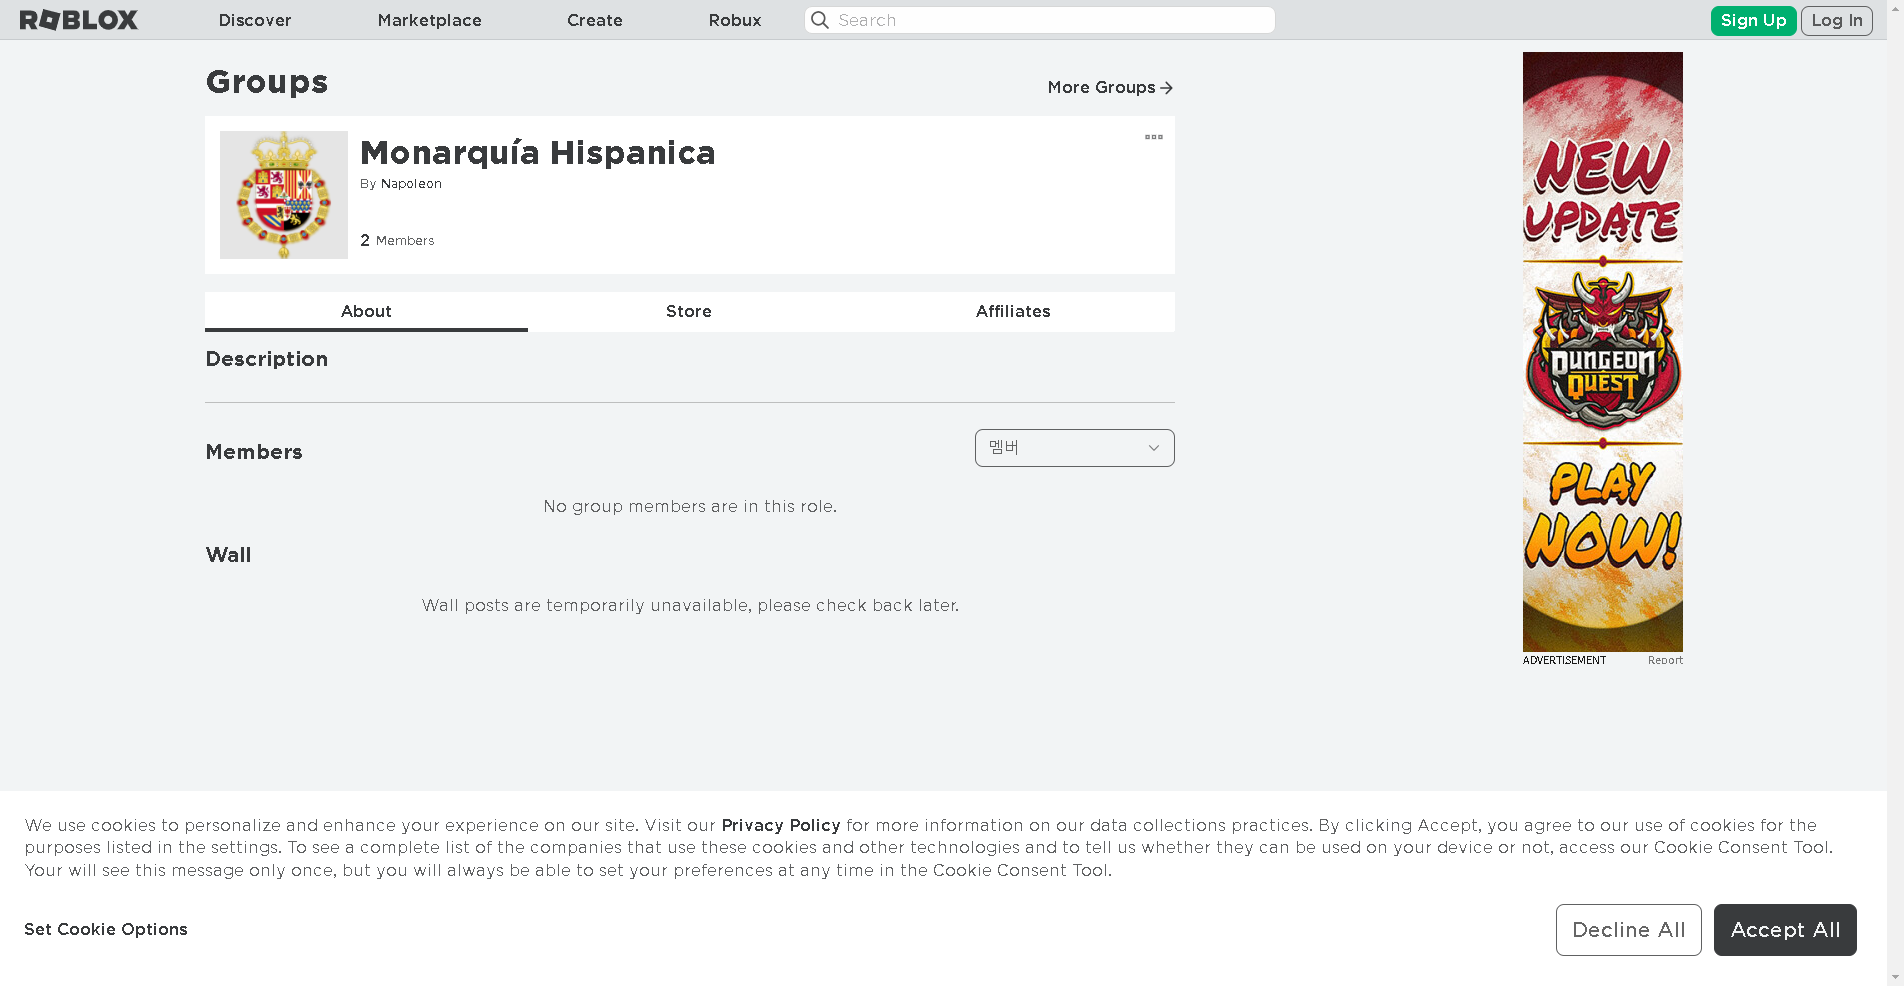 ROBLOX
Discover
Marketplace
Create
Robux
Search
Sign Up
Log In
Groups
More Groups
Monarquía Hispanica
By Napoleon
2 Members
About
Store
Affiliates
Description
Members
멤버
No group members are in this role.
Wall
Wall posts are temporarily unavailable, please check back later.
NEW
UPDATE
DUNGEON
QUEST
PLAY
NOW!
ADVERTISEMENT
Report
We use cookies to personalize and enhance your experience on our site. Visit our Privacy Policy for more information on our data collections practices. By clicking Accept, you agree to our use of cookies for the
purposes listed in the settings. To see a complete list of the companies that use these cookies and other technologies and to tell us whether they can be used on your device or not, access our Cookie Consent Tool.
Your will see this message only once, but you will always be able to set your preferences at any time in the Cookie Consent Tool.
Set Cookie Options
Decline All
Accept All